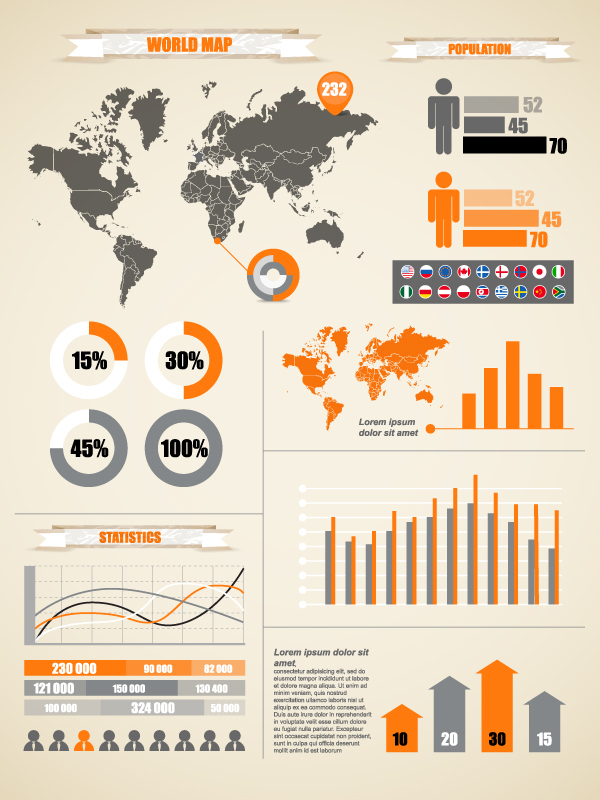 WORLD MAP
POPULATION
232
52
45
70
52
45
70
15%
30%
45%
100%
Lorem ipsum
dolor sit amet
STATISTICS
230 000
90 000
82 000
121 000
150 000
130 400
100 000
324 000
50 000
Lorem ipsum dolor sit
amet,
consectetur adipisicing elit, sed do
eiusmod tempor incididunt ut labore
et dolore magna aliqua. Ut enim ad
minim veniam, quis nostrud
exercitation ullamco laboris nisi ut
aliquip ex ea commodo consequat.
Duis aute irure dolor in reprehenderit
in voluptate velit esse cillum dolore
eu fugiat nulla pariatur. Excepteur
sint occaecat cupidatat non proident,
sunt in culpa qui officia deserunt
mollit anim id est laborum
10
20
30
15